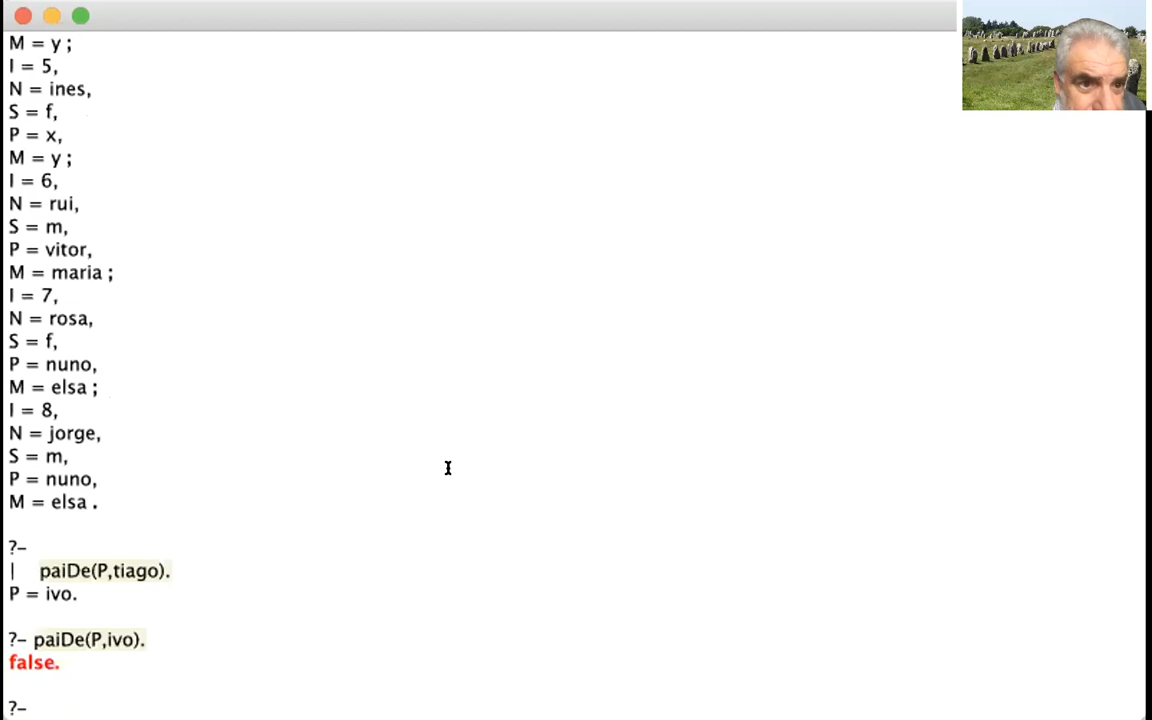 M = y ;
I = 5,
N = ines,
S = f,
P = x,
M = y ;
I = 6,
N = rui,
S = m,
P = vitor,
M = maria ;
I = 7,
N = rosa,
S = f,
P = nuno,
M = elsa ;
I = 8,
N = jorge,
S = m,
P = nuno,
M = elsa .
?-
|    paiDe(P,tiago).
P = ivo.
?- paiDe(P,ivo).
false.
?-